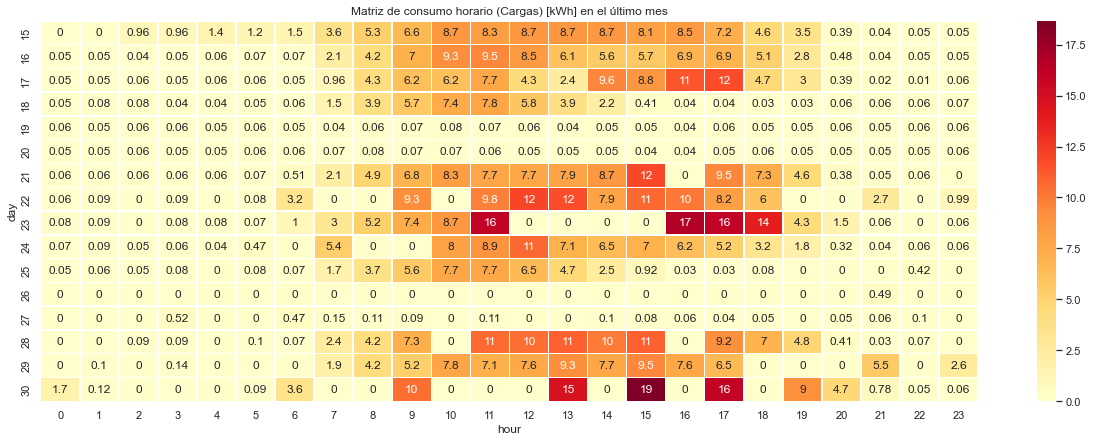 Matriz de consumo horario (Cargas) [kWh] en el último mes
15 0 0 0.96 0.96 1.4 1.2 1.5 3.6 5.3 6.6 8.7 8.3 8.7 8.7 8.7 8.1 8.5 7.2 4.6 3.5 0.39 0.04 0.05 0.05
16 0.05 0.05 0.04 0.05 0.06 0.07 0.07 2.1 4.2 7 9.3 9.5 8.5 6.1 5.6 5.7 6.9 6.9 5.1 2.8 0.48 0.04 0.05 0.05
17 0.05 0.06 0.05 0.06 0.06 0.06 0.05 0.96 4.3 6.2 6.2 7.7 4.3 2.4 9.6 8.8 11 12 4.7 3 0.39 0.02 0.01 0.06
18 0.05 0.08 0.08 0.04 0.04 0.05 0.06 1.5 3.9 5.7 7.4 7.8 5.8 3.9 2.2 0.41 0.04 0.04 0.03 0.03 0.06 0.06 0.06 0.07
19 0.06 0.05 0.06 0.06 0.05 0.06 0.05 0.04 0.06 0.07 0.08 0.07 0.06 0.04 0.05 0.05 0.04 0.06 0.05 0.05 0.06 0.05 0.06 0.06
20 0.05 0.06 0.06 0.05 0.05 0.06 0.06 0.07 0.08 0.07 0.07 0.06 0.05 0.06 0.05 0.04 0.04 0.05 0.05 0.05 0.04 0.05 0.06 0.06
21 0.06 0.06 0.06 0.05 0.06 0.07 0.51 2.1 4.9 6.8 8.3 7.7 7.7 7.9 8.7 12 0 9.5 7.3 4.6 0.38 0.05 0.06 0
22 0.06 0.09 0 0.09 0 0.08 3.2 0 0 9.3 0 9.8 12 12 7.9 11 10 8.2 6 0 0 2.7 0 0.99
day
23 0.08 0.09 0 0.08 0.08 0.07 1 3 5.2 7.4 8.7 16 0 0 0 0 17 16 14 4.3 1.5 0.06 0.06 0.08
24 0.07 0.09 0.05 0.06 0.04 0.47 0 5.4 0 0 8 8.9 11 7.1 6.5 7 6.2 5.2 3.2 1.8 0.32 0.04 0.06 0.06
25 0.05 0.06 0.05 0.08 0 0.08 0.07 1.7 3.7 5.6 7.7 7.7 6.5 4.7 2.5 0.92 0.03 0.03 0.08 0 0 0 0.42 0
26 0 0 0 0 0 0 0 0 0 0 0 0 0 0 0 0 0 0 0 0 0 0.49 0 0
27 0 0 0 0.52 0 0.47 0.15 0.11 0.09 0 0.11 0 0 0.1 0 0.08 0.06 0.04 0.05 0 0.05 0.06 0.1 0
28 0 0 0.09 0.09 0 0.1 0.07 2.4 4.2 7.3 0 11 10 11 10 11 0 9.2 7 4.8 0.41 0.03 0.07 0
29 0 0.1 0 0.14 0 0 0 1.9 4.2 5.2 7.8 7.1 7.6 9.3 7.7 9.5 7.6 6.5 0 0 0 5.5 0 2.6
30 1.7 0.12 0 0 0 0.09 3.6 0 0 10 0 0 0 15 0 19 0 16 0 9 4.7 0.78 0.05 0.06
0 1 2 3 4 5 6 7 8 9 10 11 12 13 14 15 16 17 18 19 20 21 22 23
hour
17.5
15.0
12.5
10.0
7.5
5.0
2.5
0.0